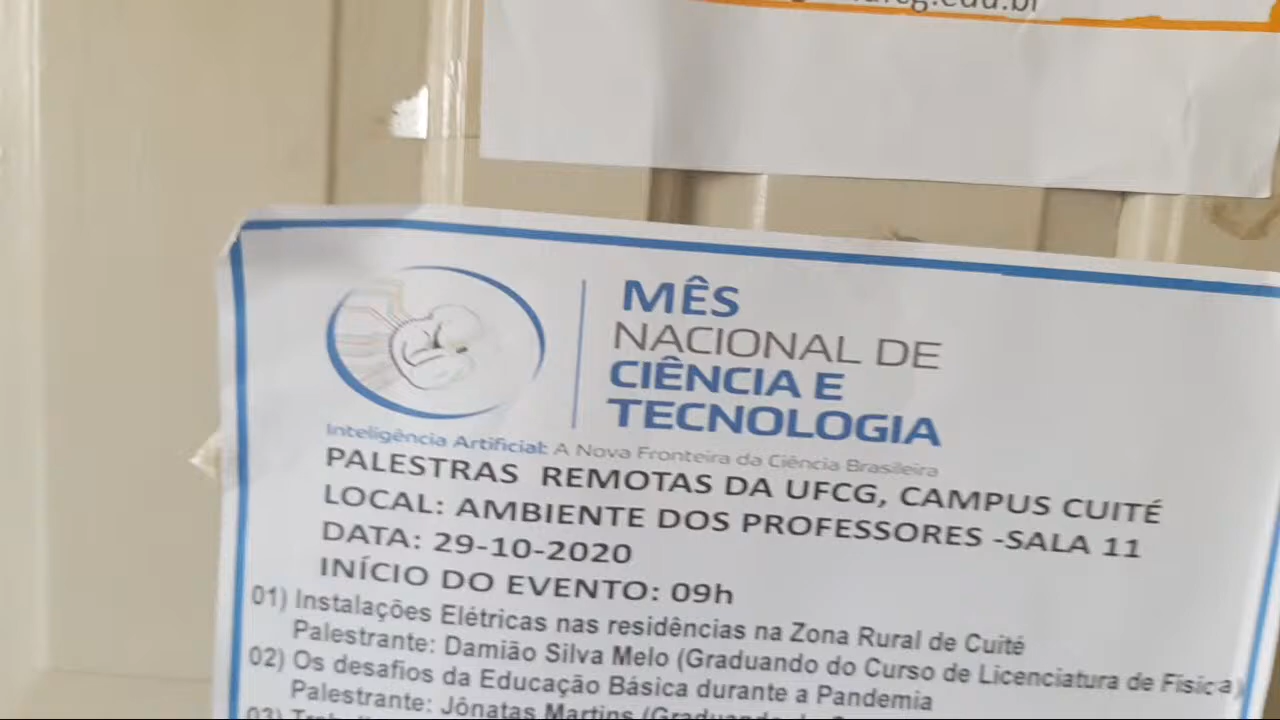 MÊS
NACIONAL DE
CIÊNCIA E
TECNOLOGIA
Inteligência Artificial: A Nova Fronteira da Ciência Brasileira
PALESTRAS REMOTAS DA UFCG, CAMPUS CUITÉ
LOCAL: AMBIENTE DOS PROFESSORES -SALA 11
DATA: 29-10-2020
INÍCIO DO EVENTO: 09h
01) Instalações Elétricas nas residências na Zona Rural de Cuité
Palestrante: Damião Silva Melo (Graduando do Curso de Licenciatura de Física)
02) Os desafios da Educação Básica durante a Pandemia
Palestrante: Jônatas Martins
03)